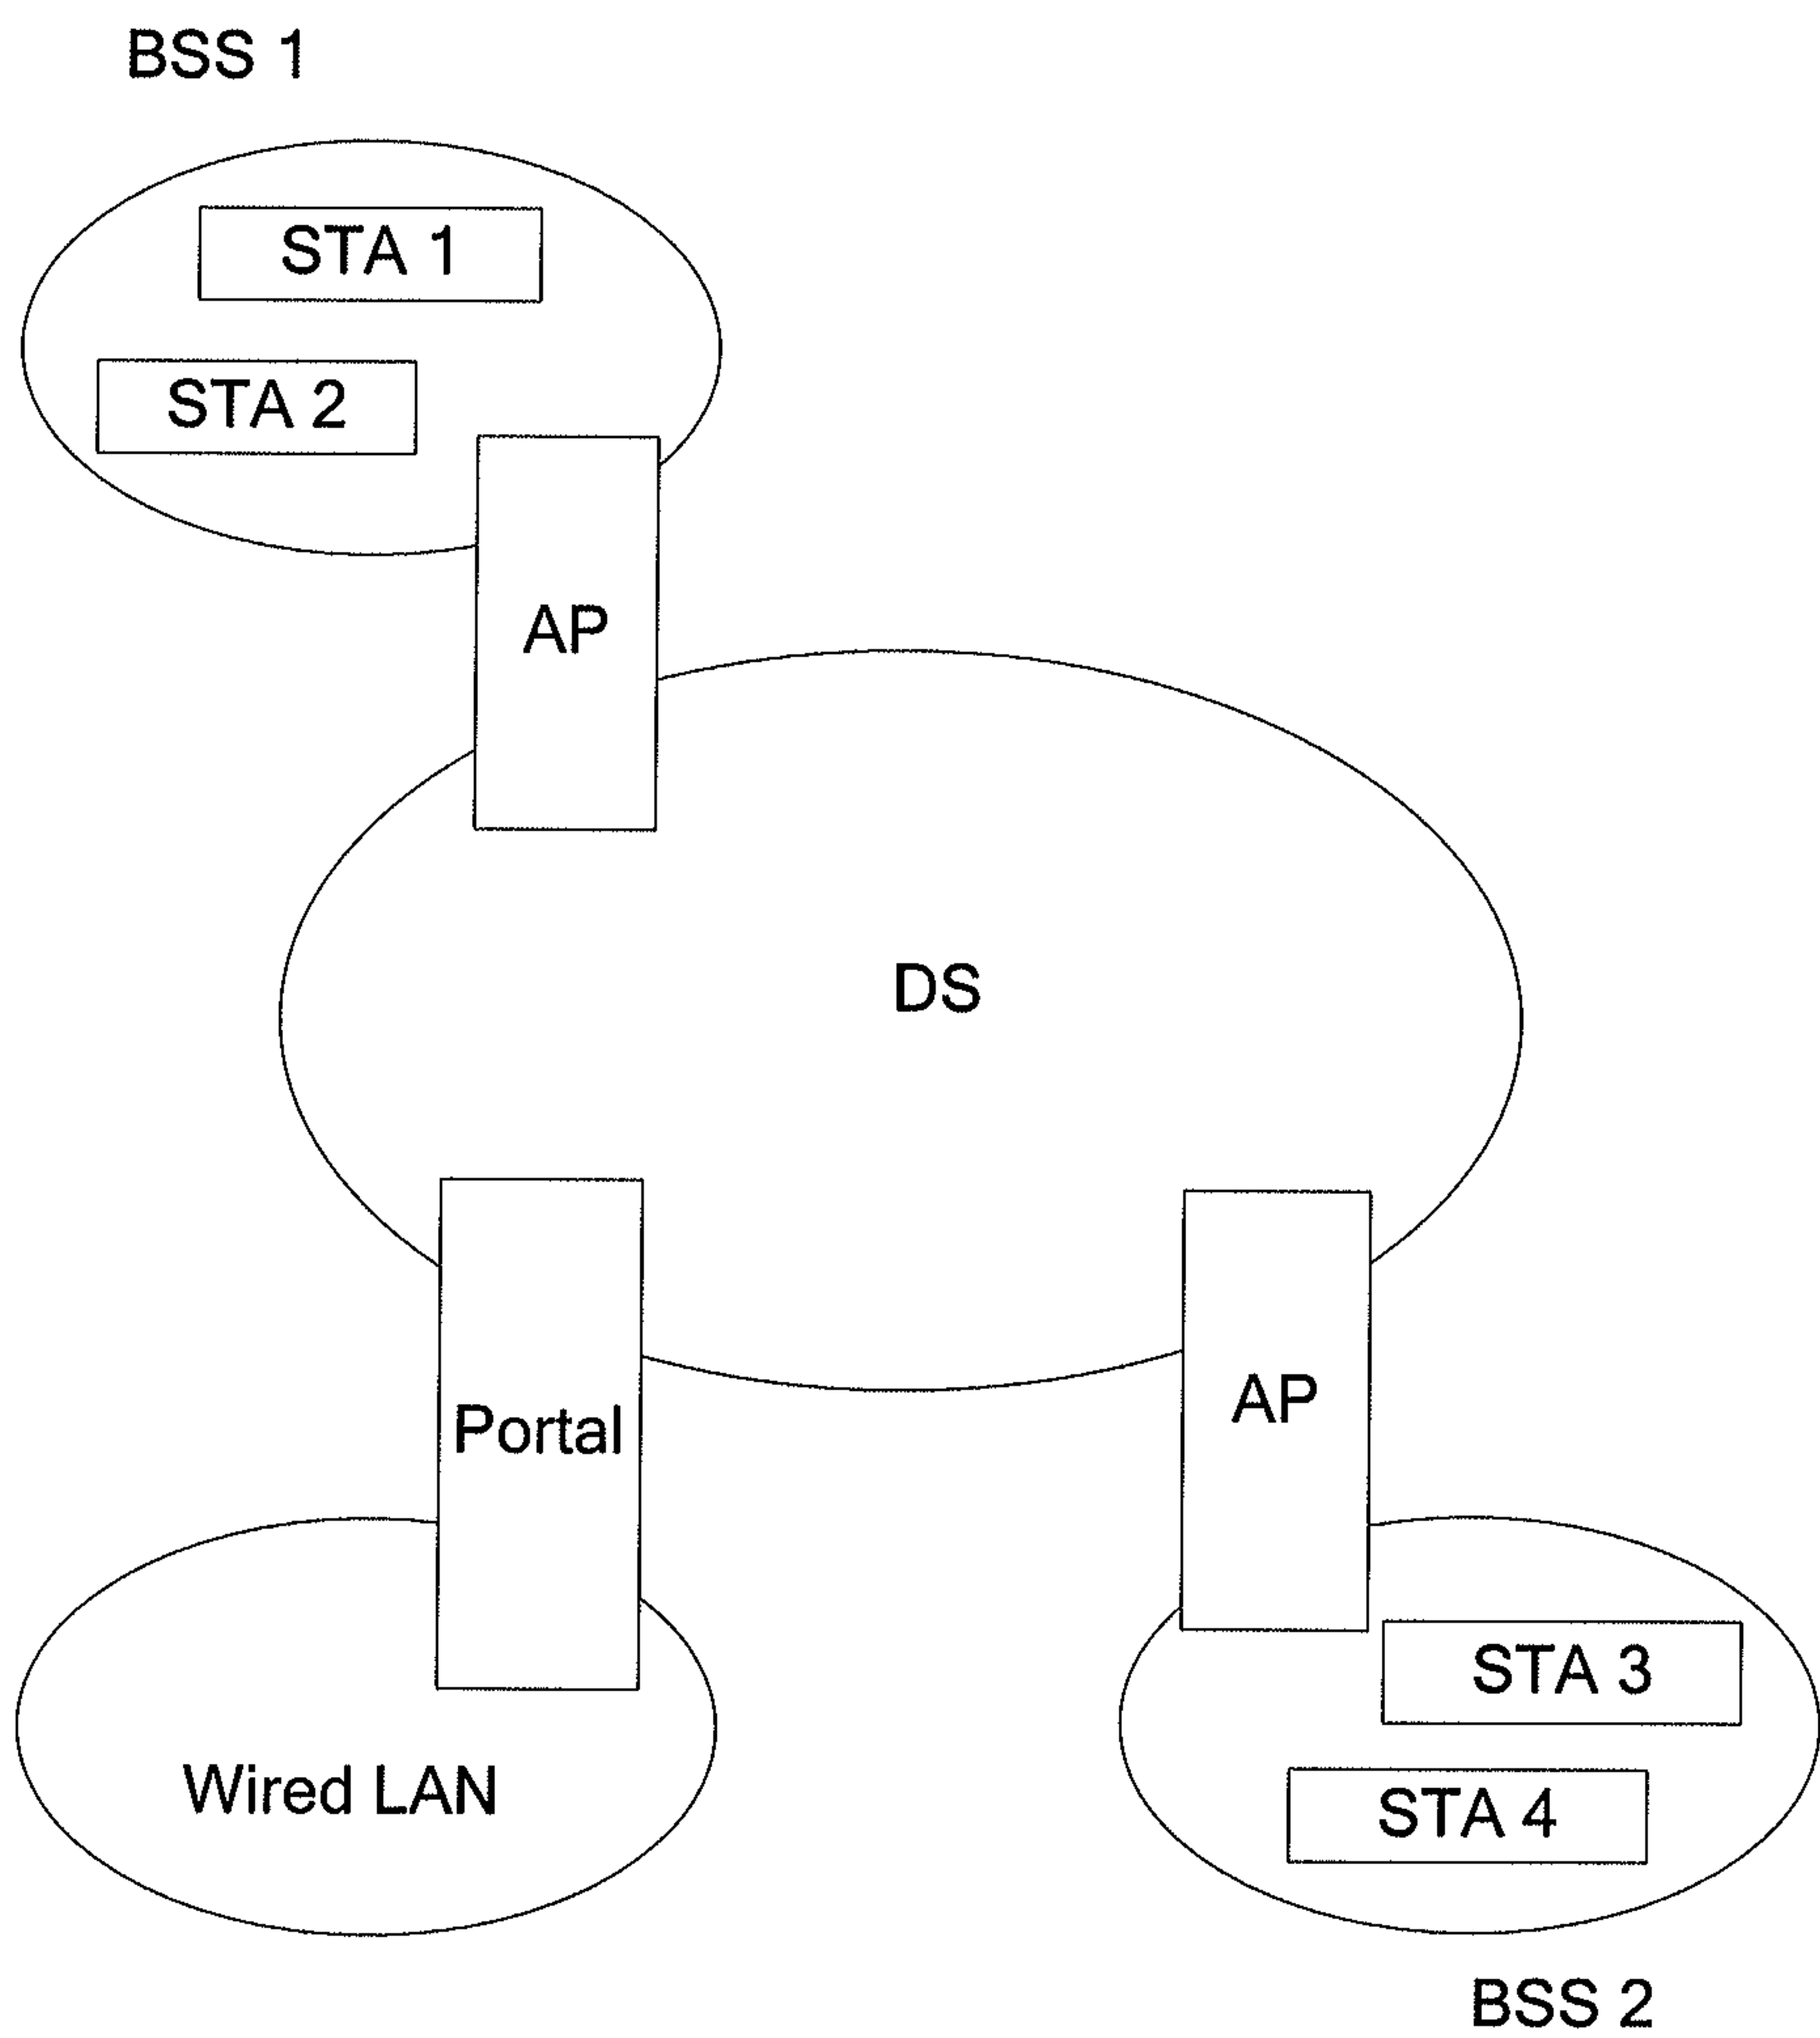 BSS 1
STA 1
STA 2
AP
DS
Portal
AP
Wired LAN
STA 3
STA 4
BSS 2